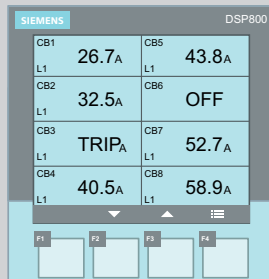 SIEMENS DSP800
CB1 26.7A L1 CB5 43.8A L1
CB2 32.5A L1 CB6 OFF
CB3 TRIPA L1 CB7 52.7A L1
CB4 40.5A L1 CB8 58.9A L1
F1 F2 F3 F4